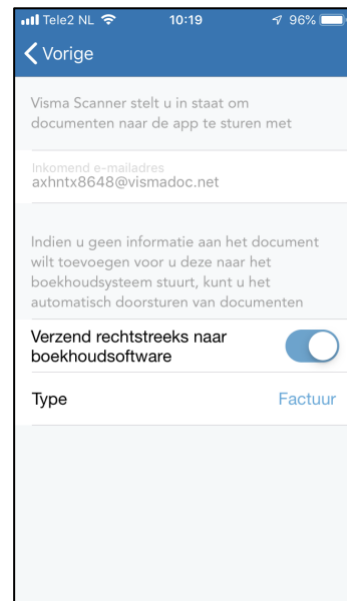 Tele2 NL 10:19 96%
Vorige
Visma Scanner stelt u in staat om
documenten naar de app te sturen met
Inkomend e-mailadres
axhntx8648@vismadoc.net
Indien u geen informatie aan het document
wilt toevoegen voor u deze naar het
boekhoudsysteem stuurt, kunt u het
automatisch doorsturen van documenten
Verzend rechtstreeks naar
boekhoudsoftware
Type Factuur